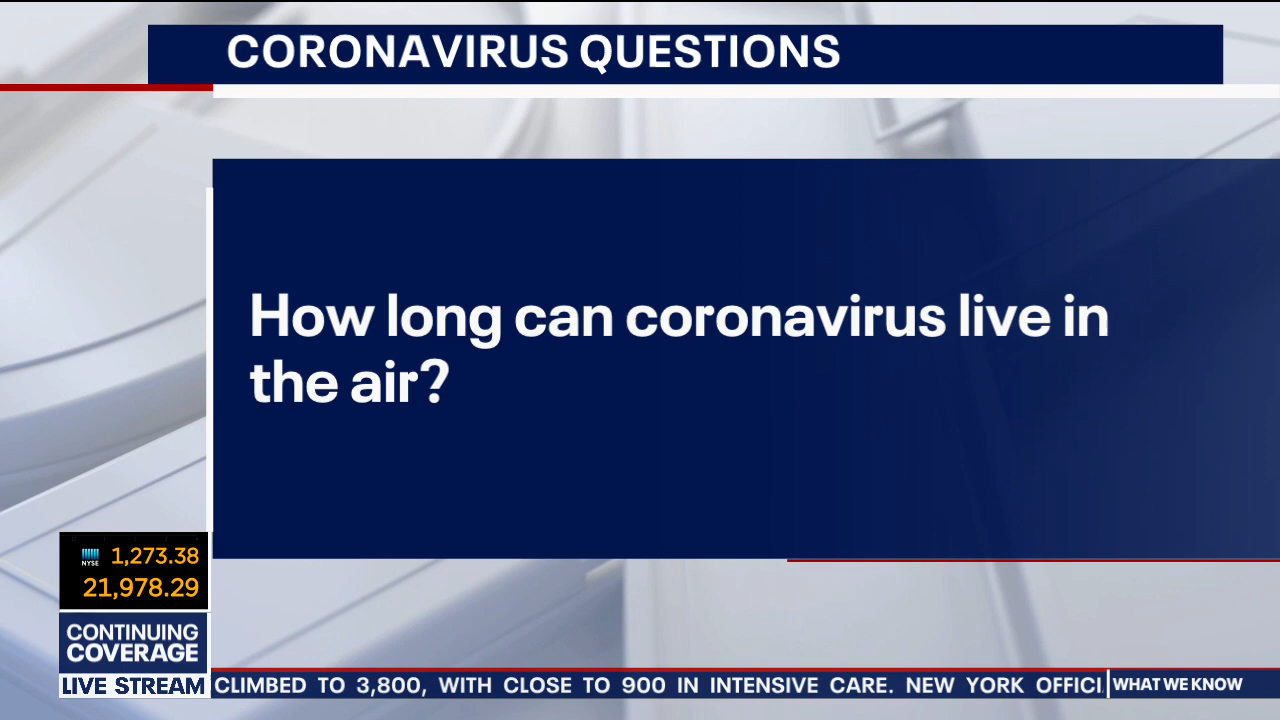 CORONAVIRUS QUESTIONS
How long can coronavirus live in
the air?
NYSE 1,273.38
21,978.29
CONTINUING
COVERAGE
LIVE STREAM
CLIMBED TO 3,800, WITH CLOSE TO 900 IN INTENSIVE CARE. NEW YORK OFFICI
WHAT WE KNOW